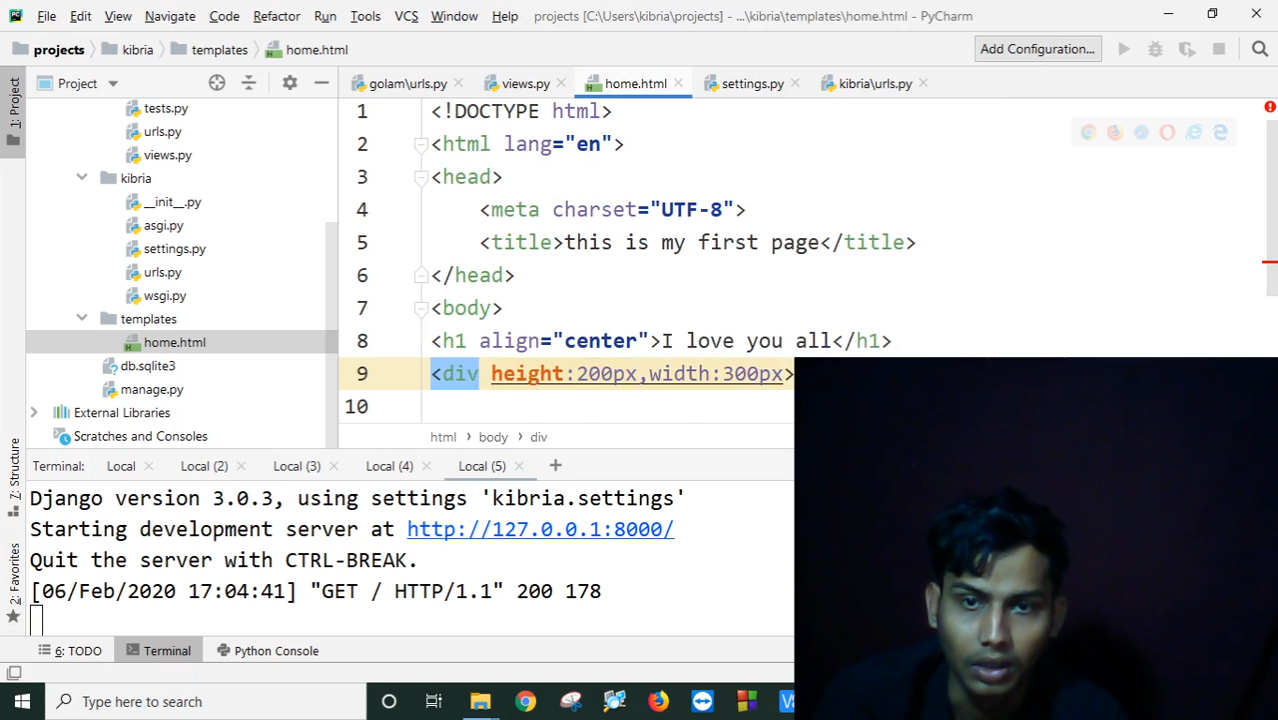 File Edit View Navigate Code Refactor Run Tools VCS Window Help projects [C:\Users\kibria\projects] - ...\kibria\templates\home.html - PyCharm
projects kibria templates home.html Add Configuration...
1: Project
Project
golam\urls.py views.py home.html settings.py kibria\urls.py
tests.py
urls.py
views.py
kibria
__init__.py
asgi.py
settings.py
urls.py
wsgi.py
templates
home.html
db.sqlite3
manage.py
External Libraries
Scratches and Consoles
1 <!DOCTYPE html>
2 <html lang="en">
3 <head>
4 <meta charset="UTF-8">
5 <title>this is my first page</title>
6 </head>
7 <body>
8 <h1 align="center">I love you all</h1>
9 <div height:200px,width:300px>
10
html body div
7: Structure
2: Favorites
Terminal: Local Local (2) Local (3) Local (4) Local (5)
Django version 3.0.3, using settings 'kibria.settings'
Starting development server at http://127.0.0.1:8000/
Quit the server with CTRL-BREAK.
[06/Feb/2020 17:04:41] "GET / HTTP/1.1" 200 178
6: TODO Terminal Python Console
Type here to search